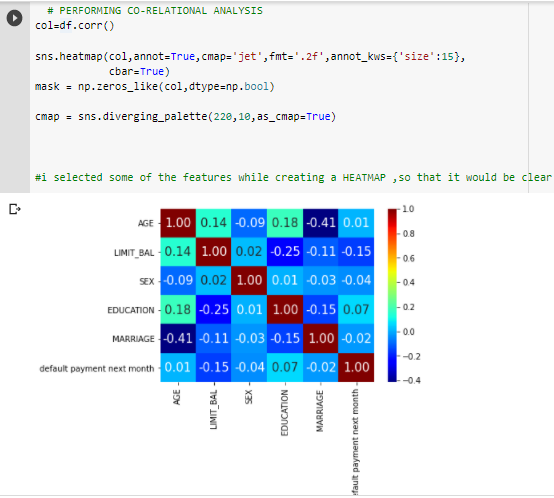 # PERFORMING CO-RELATIONAL ANALYSIS
col=df.corr()
sns.heatmap(col,annot=True,cmap='jet',fmt='.2f',annot_kws={'size':15},
cbar=True)
mask = np.zeros_like(col,dtype=np.bool)
cmap = sns.diverging_palette(220,10,as_cmap=True)
#i selected some of the features while creating a HEATMAP ,so that it would be clear
AGE 1.00 0.14 -0.09 0.18 -0.41 0.01
LIMIT_BAL 0.14 1.00 0.02 -0.25 -0.11 -0.15
SEX -0.09 0.02 1.00 0.01 -0.03 -0.04
EDUCATION 0.18 -0.25 0.01 1.00 -0.15 0.07
MARRIAGE -0.41 -0.11 -0.03 -0.15 1.00 -0.02
default payment next month 0.01 -0.15 -0.04 0.07 -0.02 1.00
AGE
LIMIT_BAL
SEX
EDUCATION
MARRIAGE
fault payment next month
1.0
0.8
0.6
0.4
0.2
0.0
-0.2
-0.4